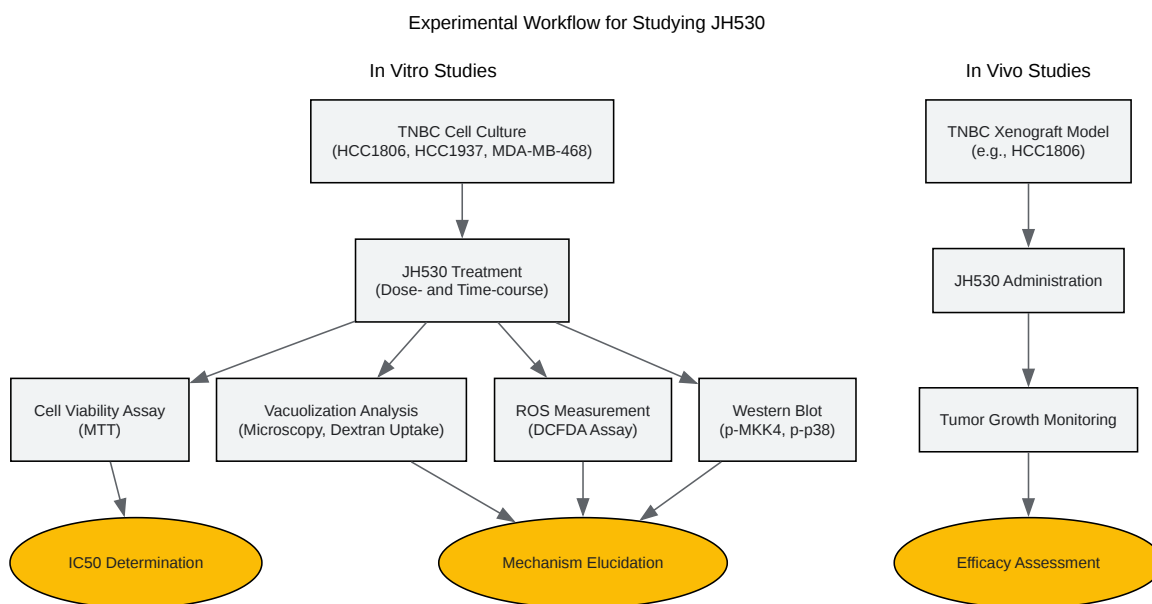 Experimental Workflow for Studying JH530
In Vitro Studies
In Vivo Studies
TNBC Cell Culture
(HCC1806, HCC1937, MDA-MB-468)
TNBC Xenograft Model
(e.g., HCC1806)
JH530 Treatment
(Dose- and Time-course)
JH530 Administration
Cell Viability Assay
(MTT)
Vacuolization Analysis
(Microscopy, Dextran Uptake)
ROS Measurement
(DCFDA Assay)
Western Blot
(p-MKK4, p-p38)
Tumor Growth Monitoring
IC50 Determination
Mechanism Elucidation
Efficacy Assessment